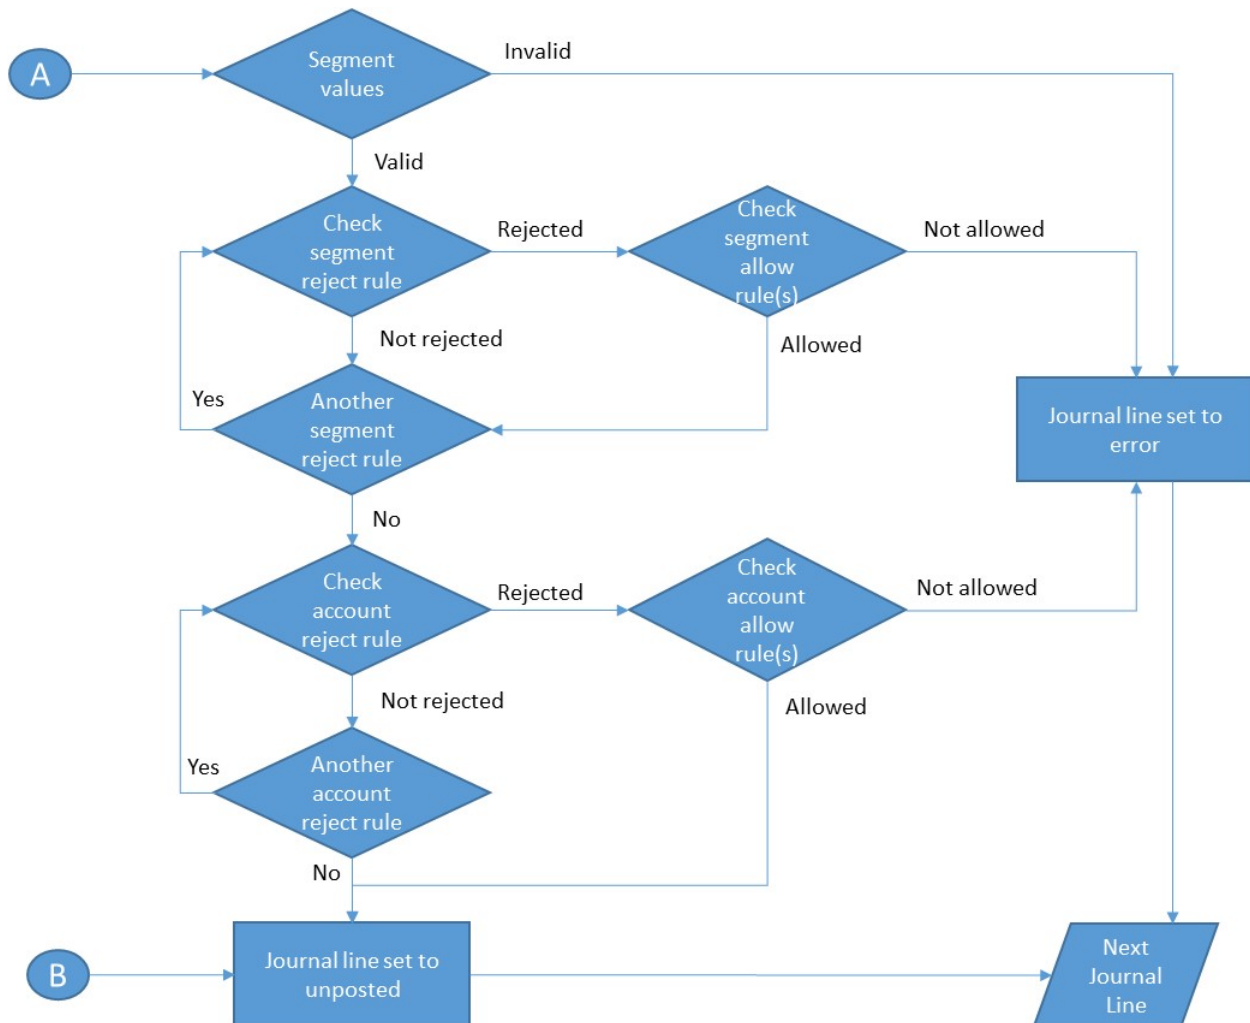 A
Segment
values
Invalid
Valid
Check
segment
reject rule
Rejected
Check
segment
allow
rule(s)
Not allowed
Not rejected
Allowed
Yes
Another
segment
reject rule
Journal line set to
error
No
Check
account
reject rule
Rejected
Check
account
allow
rule(s)
Not allowed
Not rejected
Allowed
Yes
Another
account
reject rule
No
B
Journal line set to
unposted
Next
Journal
Line